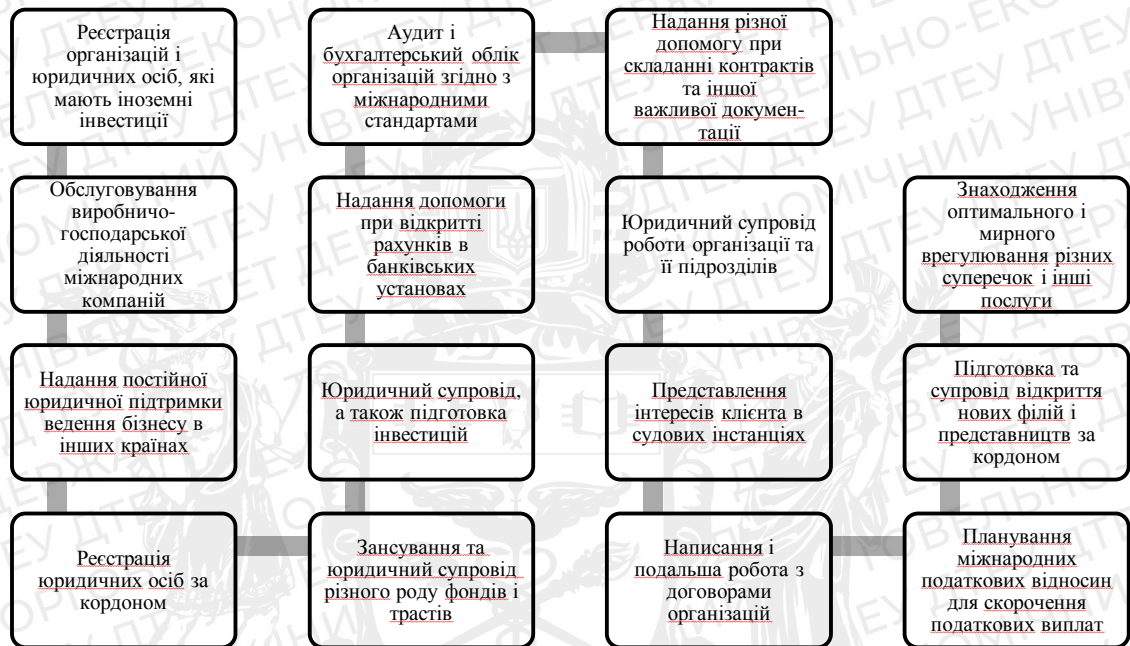 Реєстрація
організацій і
юридичних осіб, які
мають іноземні
інвестиції
Обслуговування
виробничо-
господарської
діяльності
міжнародних
компаній
Надання постійної
юридичної підтримки
ведення бізнесу в
інших країнах
Реєстрація
юридичних осіб за
кордоном
Зансування та
юридичний супровід
різного роду фондів і
трастів
Юридичний супровід,
а також підготовка
інвестицій
Надання допомоги
при відкритті
рахунків в
банківських
установах
Аудит і
бухгалтерський облік
організацій згідно з
міжнародними
стандартами
Надання різної
допомогу при
складанні контрактів
та іншої
важливої докумен-
тації
Юридичний супровід
роботи організації та
її підрозділів
Представлення
інтересів клієнта в
судових інстанціях
Написання і
подальша робота з
договорами
організацій
Планування
міжнародних
податкових відносин
для скорочення
податкових виплат
Підготовка та
супровід відкриття
нових філій і
представництв за
кордоном
Знаходження
оптимального і
мирного
врегулювання різних
суперечок і інші
послуги